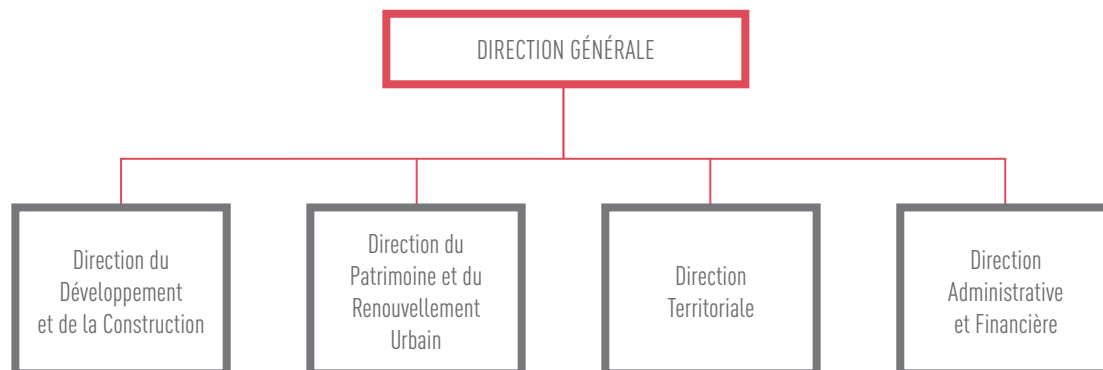 DIRECTION GÉNÉRALE
Direction du
Développement
et de la Construction
Direction du
Patrimoine et du
Renouvellement
Urbain
Direction
Territoriale
Direction
Administrative
et Financière